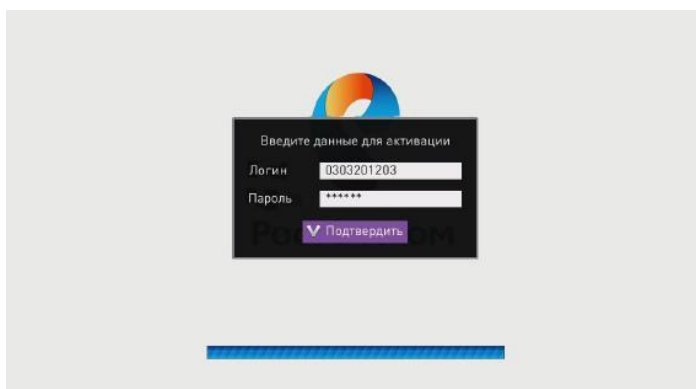 Введите данные для активации
Логин 0303201203
Пароль ******
Подтвердить